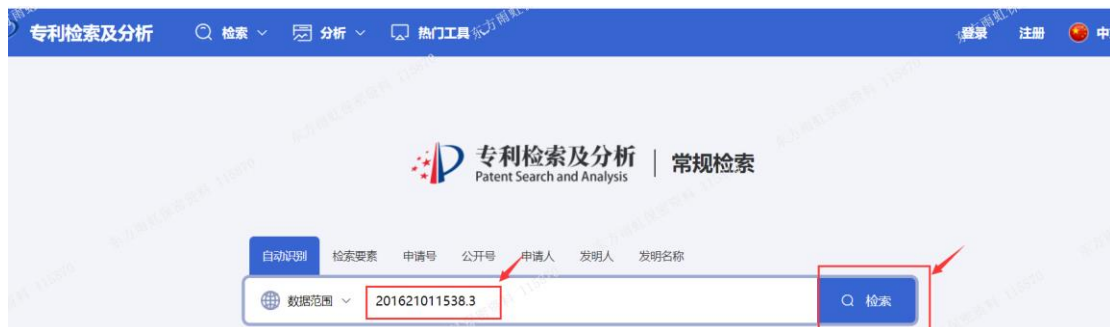 专利检索及分析 检索 分析 热门工具 登录 注册 中
专利检索及分析 | 常规检索
Patent Search and Analysis
自动识别 检索要素 申请号 公开号 申请人 发明人 发明名称
数据范围 201621011538.3 检索